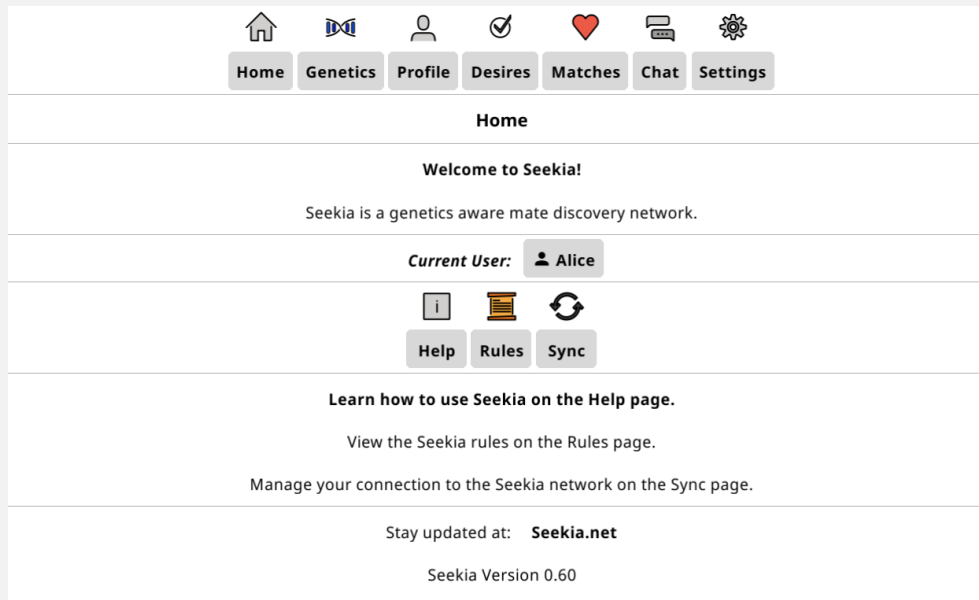 Home Genetics Profile Desires Matches Chat Settings
Home
Welcome to Seekia!
Seekia is a genetics aware mate discovery network.
Current User: Alice
i
Help Rules Sync
Learn how to use Seekia on the Help page.
View the Seekia rules on the Rules page.
Manage your connection to the Seekia network on the Sync page.
Stay updated at: Seekia.net
Seekia Version 0.60